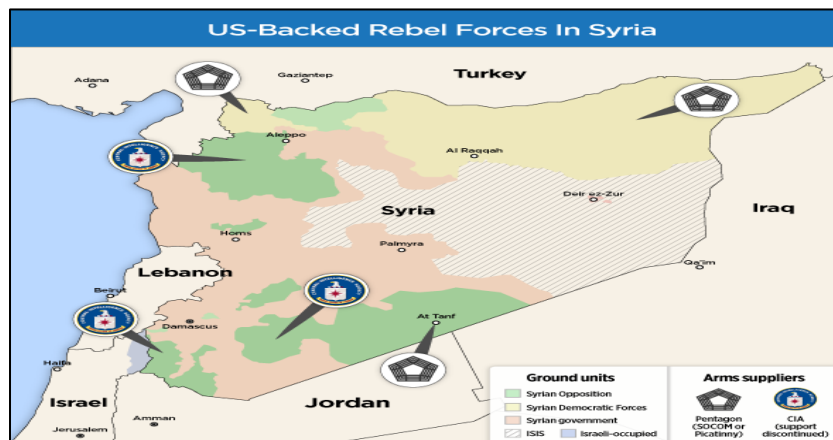 US-Backed Rebel Forces In Syria
Adana
Gaziantep
Turkey
Aleppo
Al Raqqah
Deir ez-Zur
Syria
Iraq
Homs
Palmyra
Qa'im
Lebanon
Beirut
Damascus
At Tanf
Haifa
Israel
Jordan
Amman
Jerusalem
Ground units
Syrian Opposition
Syrian Democratic Forces
Syrian government
ISIS
Israeli-occupied
Arms suppliers
Pentagon
(SOCOM or
Picatinny)
CIA
(support
discontinued)